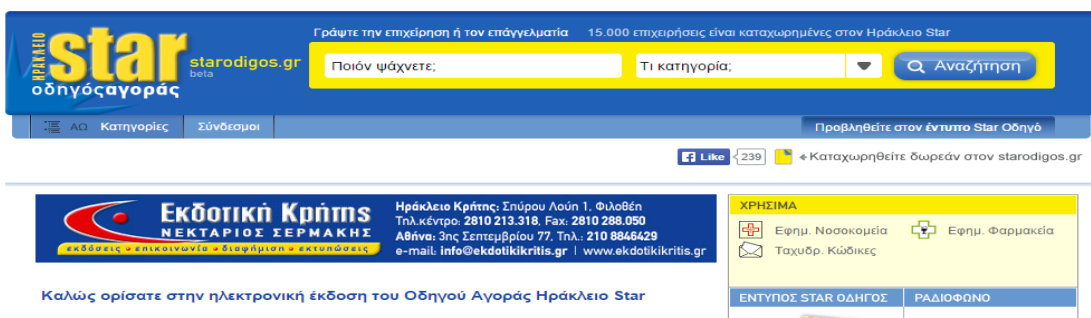 Γράψτε την επιχείρηση ή τον επάγγελματία 15.000 επιχειρήσεις είναι καταχωρημένες στον Ηράκλειο Star
ΗΡΑΚΛΕΙΟ
star
starodigos.gr
beta
οδηγόςαγοράς
Ποιόν ψάχνετε;
Τι κατηγορία;
Αναζήτηση
ΑΩ Κατηγορίες Σύνδεσμοι
Προβληθείτε στον έντυπο Star Οδηγό
Like 239 Καταχωρηθείτε δωρεάν στον starodigos.gr
Εκδοτική Κρήτης
ΝΕΚΤΑΡΙΟΣ ΣΕΡΜΑΚΗΣ
εκδόσεις επικοινωνία διαφήμιση εκτυπώσεις
Ηράκλειο Κρήτης: Σπύρου Λούη 1, Φιλοθέη
Τηλ.κέντρο: 2810 213.318, Fax: 2810 288.050
Αθήνα: 3ης Σεπτεμβρίου 77, Τηλ.: 210 8846429
e-mail: info@ekdotikikritis.gr | www.ekdotikikritis.gr
ΧΡΗΣΙΜΑ
Εφημ. Νοσοκομεία Εφημ. Φαρμακεία
Ταχυδρ. Κώδικες
Καλώς ορίσατε στην ηλεκτρονική έκδοση του Οδηγού Αγοράς Ηράκλειο Star
ΕΝΤΥΠΟΣ STAR ΟΔΗΓΟΣ ΡΑΔΙΟΦΩΝΟ